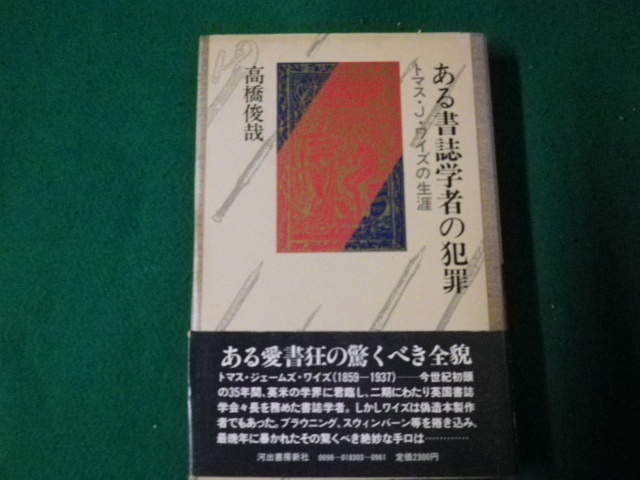 ある書誌学者の犯罪
トマス・J・ワイズの生涯
高橋俊哉
ある愛書狂の驚くべき全貌
トマス・ジェームズ・ワイズ(1859―1937)――今世紀初頭
の35年間、英米の学界に君臨し、二期にわたり英国書誌
学会々長を務めた書誌学者。しかしワイズは偽造本製作
者でもあった。ブラウニング、スウィンバーン等を捲き込み、
最晩年に暴かれたその驚くべき絶妙な手口は…………
河出書房新社 0098-018303-0961 定価2300円